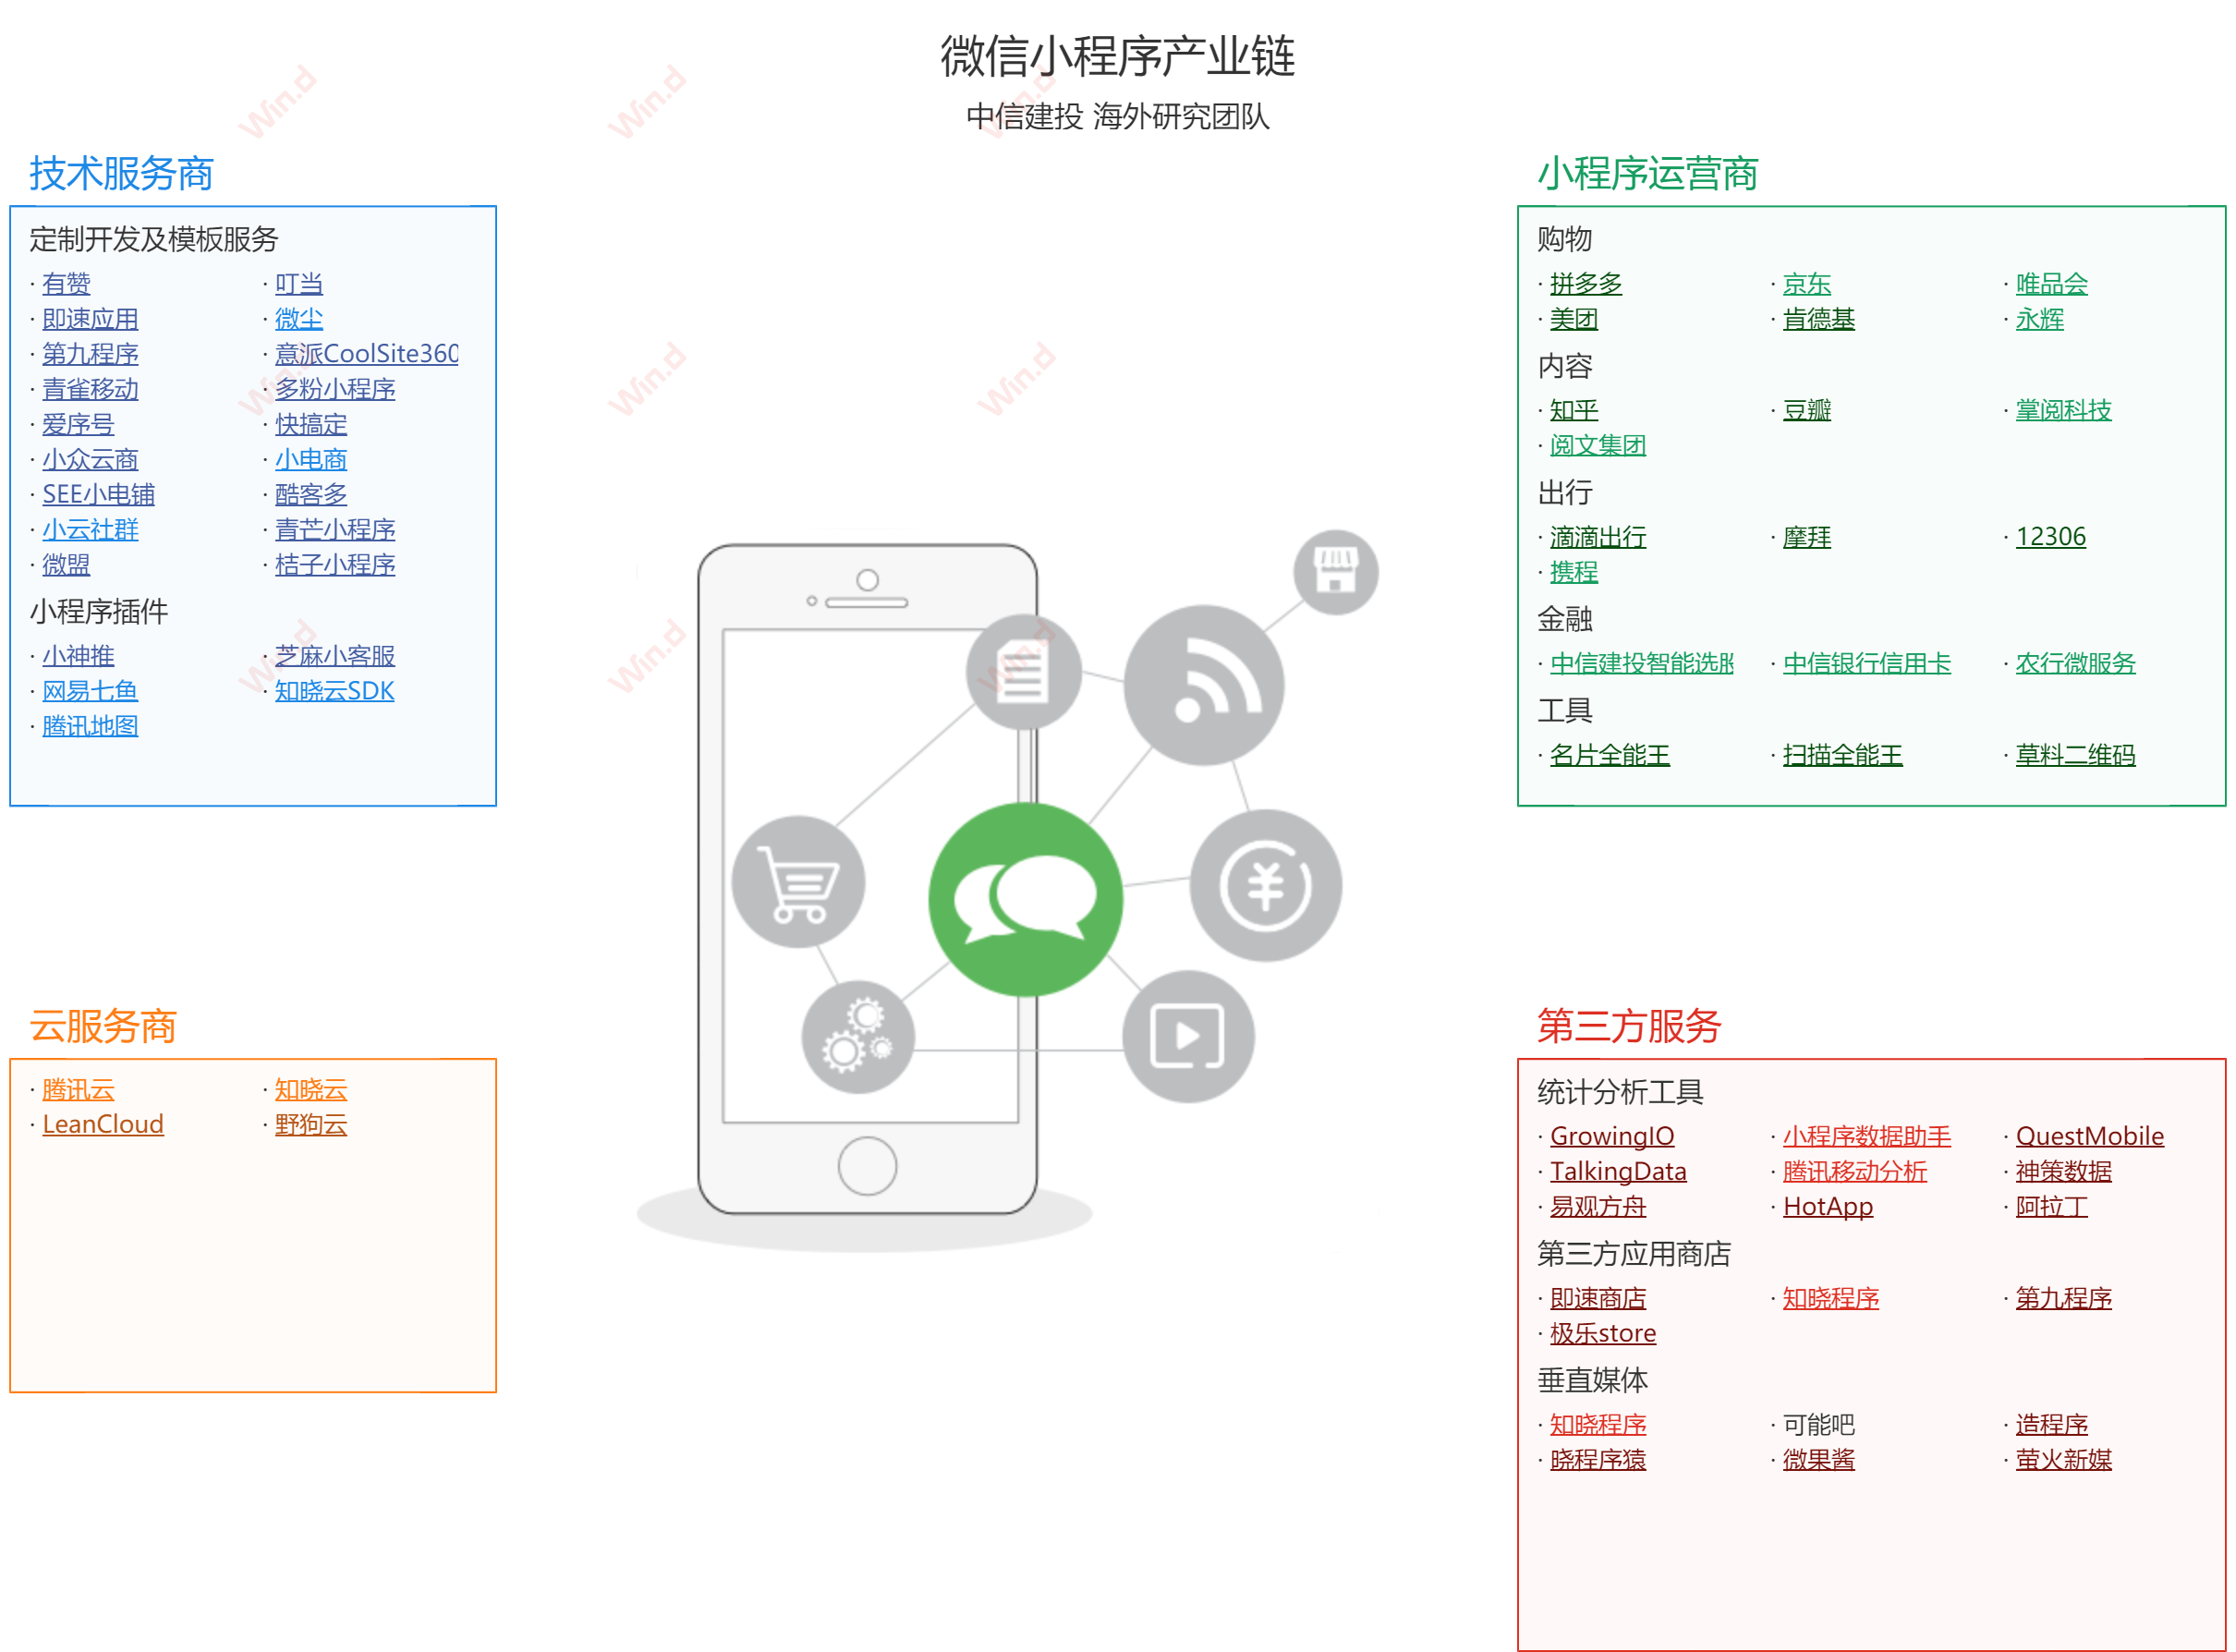 微信小程序产业链
中信建投 海外研究团队
技术服务商
定制开发及模板服务
· 有赞 · 叮当
· 即速应用 · 微尘
· 第九程序 · 意派CoolSite360
· 青雀移动 · 多粉小程序
· 爱序号 · 快搞定
· 小众云商 · 小电商
· SEE小电铺 · 酷客多
· 小云社群 · 青芒小程序
· 微盟 · 桔子小程序
小程序插件
· 小神推 · 芝麻小客服
· 网易七鱼 · 知晓云SDK
· 腾讯地图
小程序运营商
购物
· 拼多多 · 京东 · 唯品会
· 美团 · 肯德基 · 永辉
内容
· 知乎 · 豆瓣 · 掌阅科技
· 阅文集团
出行
· 滴滴出行 · 摩拜 · 12306
· 携程
金融
· 中信建投智能选股 · 中信银行信用卡 · 农行微服务
工具
· 名片全能王 · 扫描全能王 · 草料二维码
云服务商
· 腾讯云 · 知晓云
· LeanCloud · 野狗云
第三方服务
统计分析工具
· GrowingIO · 小程序数据助手 · QuestMobile
· TalkingData · 腾讯移动分析 · 神策数据
· 易观方舟 · HotApp · 阿拉丁
第三方应用商店
· 即速商店 · 知晓程序 · 第九程序
· 极乐store
垂直媒体
· 知晓程序 · 可能吧 · 造程序
· 晓程序猿 · 微果酱 · 萤火新媒
Win.d
Win.d
Win.d
Win.d
Win.d
Win.d
Win.d
Win.d
Win.d